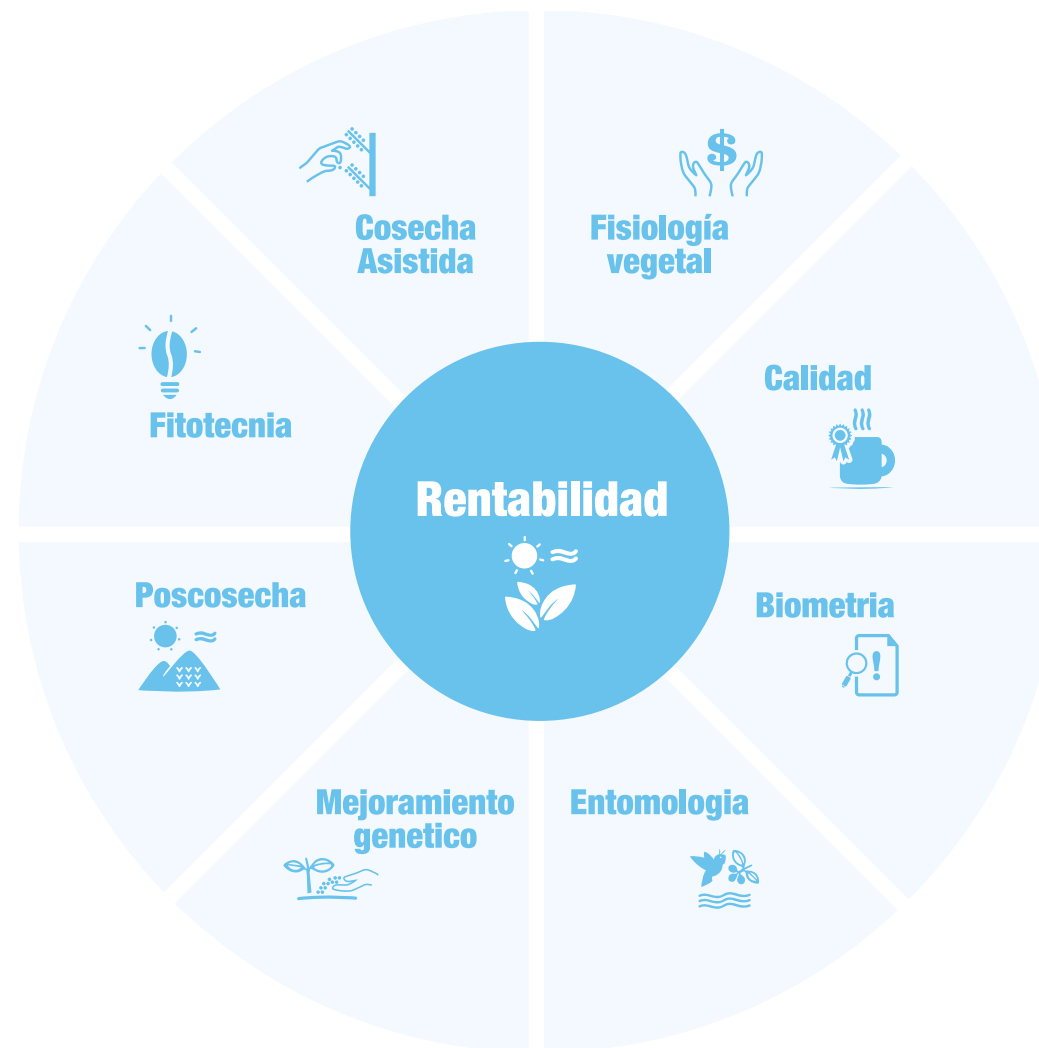 Cosecha
Asistida
Fisiología
vegetal
Calidad
Fitotecnia
Rentabilidad
Poscosecha
Biometria
Mejoramiento
genetico
Entomologia